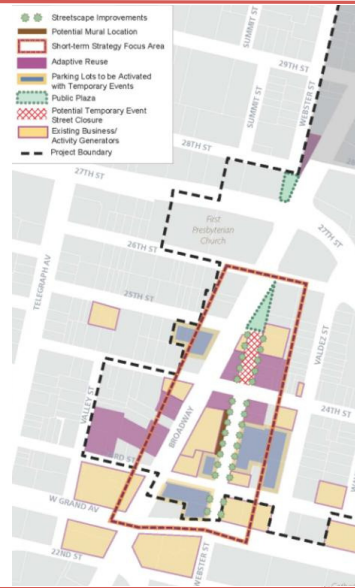 Streetscape Improvements
Potential Mural Location
Short-term Strategy Focus Area
Adaptive Reuse
Parking Lots to be Activated
with Temporary Events
Public Plaza
Potential Temporary Event
Street Closure
Existing Business/
Activity Generators
Project Boundary
SUMMIT ST
29TH ST
SUMMIT ST
WEBSTER ST
28TH ST
27TH ST
First
Presbyterian
Church
27TH ST
26TH ST
TELEGRAPH AV
25TH ST
VALDEZ ST
VALLEY ST
BROADWAY
24TH ST
RD ST
W GRAND AV
22ND ST
WEBSTER ST